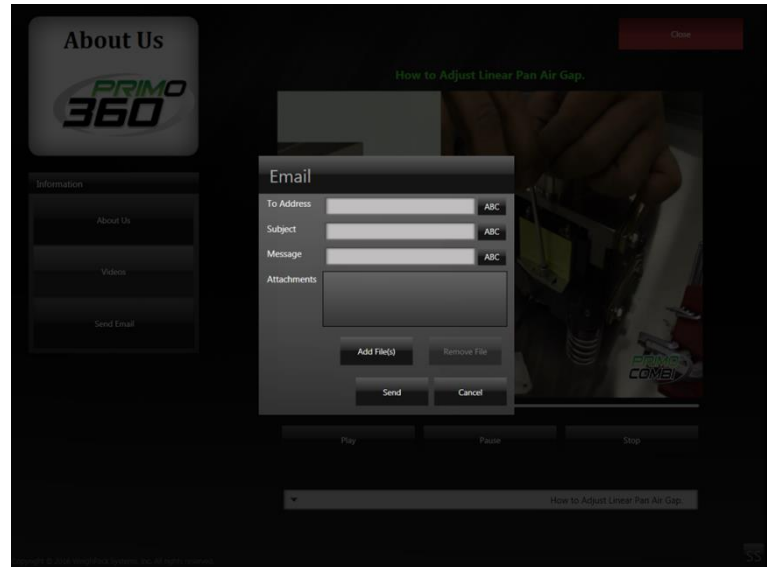 About Us
PRIMO
360
Close
How to Adjust Linear Pan Air Gap.
Information
About Us
Videos
Send Email
Email
To Address
ABC
Subject
ABC
Message
ABC
Attachments
Add File(s)
Remove File
Send
Cancel
PRIMO
COMBI
Play
Pause
Stop
How to Adjust Linear Pan Air Gap.
SS